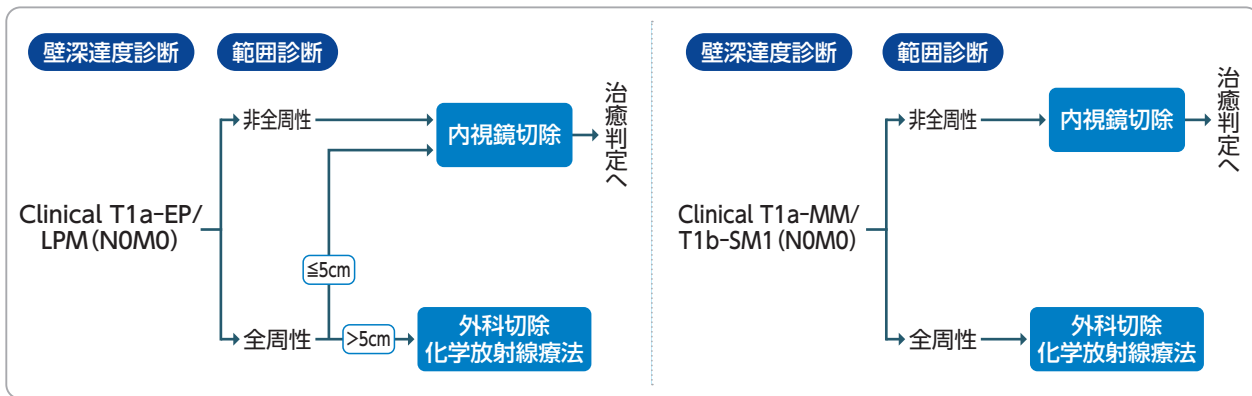 壁深達度診断 範囲診断
非全周性
内視鏡切除
治癒判定へ
Clinical T1a-EP/
LPM(N0M0)
≦5cm
全周性
>5cm
外科切除
化学放射線療法
壁深達度診断 範囲診断
非全周性
内視鏡切除
治癒判定へ
Clinical T1a-MM/
T1b-SM1(N0M0)
全周性
外科切除
化学放射線療法